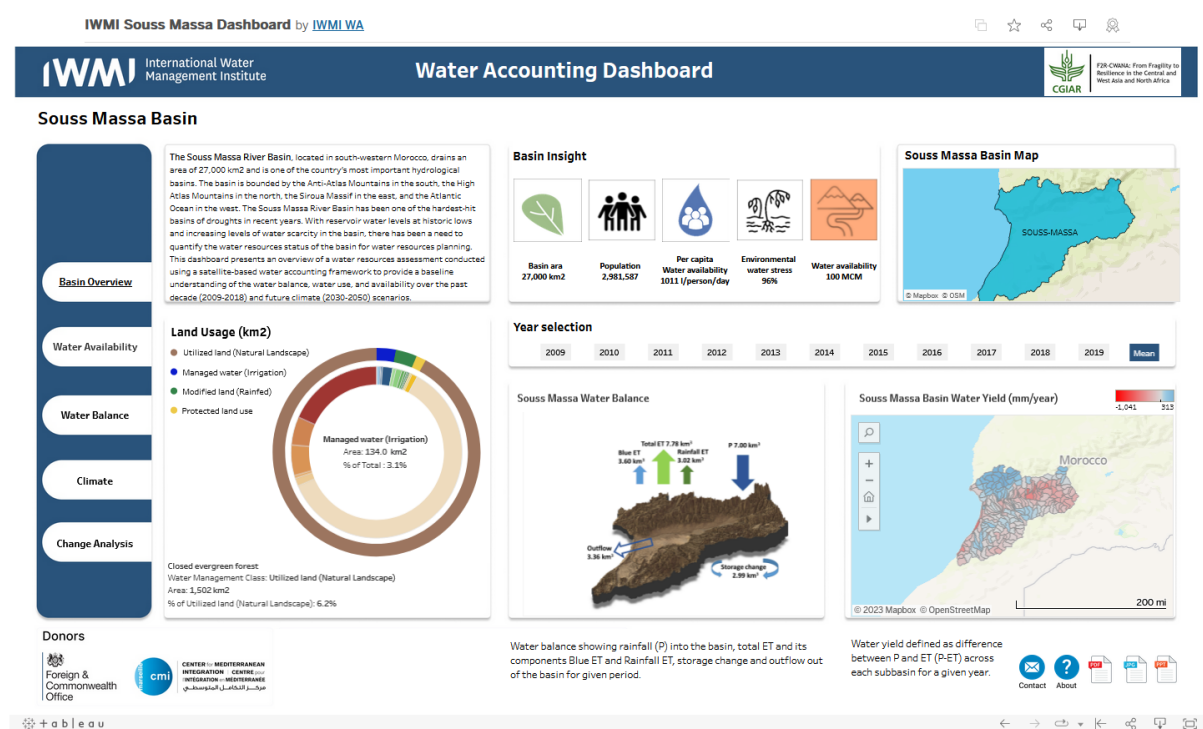 IWMI Souss Massa Dashboard by IWMI WA
IWMI
International Water
Management Institute
Water Accounting Dashboard
CGIAR
F2R-CWANA: From Fragility to
Resilience in the Central and
West Asia and North Africa
Souss Massa Basin
Basin Overview
Water Availability
Water Balance
Climate
Change Analysis
The Souss Massa River Basin, located in south-western Morocco, drains an
area of 27,000 km2 and is one of the country's most important hydrological
basins. The basin is bounded by the Anti-Atlas Mountains in the south, the High
Atlas Mountains in the north, the Siroua Massif in the east, and the Atlantic
Ocean in the west. The Souss Massa River Basin has been one of the hardest-hit
basins of droughts in recent years. With reservoir water levels at historic lows
and increasing levels of water scarcity in the basin, there has been a need to
quantify the water resources status of the basin for water resources planning.
This dashboard presents an overview of a water resources assessment conducted
using a satellite-based water accounting framework to provide a baseline
understanding of the water balance, water use, and availability over the past
decade (2009-2018) and future climate (2030-2050) scenarios.
Basin Insight
Basin ara
27,000 km2
Population
2,981,587
Per capita
Water availability
1011 l/person/day
Environmental
water stress
96%
Water availability
100 MCM
Souss Massa Basin Map
SOUSS-MASSA
© Mapbox © OSM
Land Usage (km2)
Utilized land (Natural Landscape)
Managed water (Irrigation)
Modified land (Rainfed)
Protected land use
Managed water (Irrigation)
Area: 134.0 km2
% of Total : 3.1%
Closed evergreen forest
Water Management Class: Utilized land (Natural Landscape)
Area: 1,502 km2
% of Utilized land (Natural Landscape): 6.2%
Year selection
2009 2010 2011 2012 2013 2014 2015 2016 2017 2018 2019 Mean
Souss Massa Water Balance
Total ET 7.78 km³
Blue ET
3.60 km³
Rainfall ET
3.02 km³
P 7.00 km³
Outflow
3.36 km³
Storage change
2.99 km³
Water balance showing rainfall (P) into the basin, total ET and its
components Blue ET and Rainfall ET, storage change and outflow out
of the basin for given period.
Souss Massa Basin Water Yield (mm/year)
-1,041 313
Morocco
© 2023 Mapbox © OpenStreetMap
200 mi
Water yield defined as difference
between P and ET (P-ET) across
each subbasin for a given year.
Contact
About
PDF
JPG
PPT
Donors
Foreign &
Commonwealth
Office
cmi
CENTER for MEDITERRANEAN
INTEGRATION CENTRE pour
l'INTEGRATION en MÉDITERRANÉE
مركز التكامل المتوسطي
+ a b l e a u